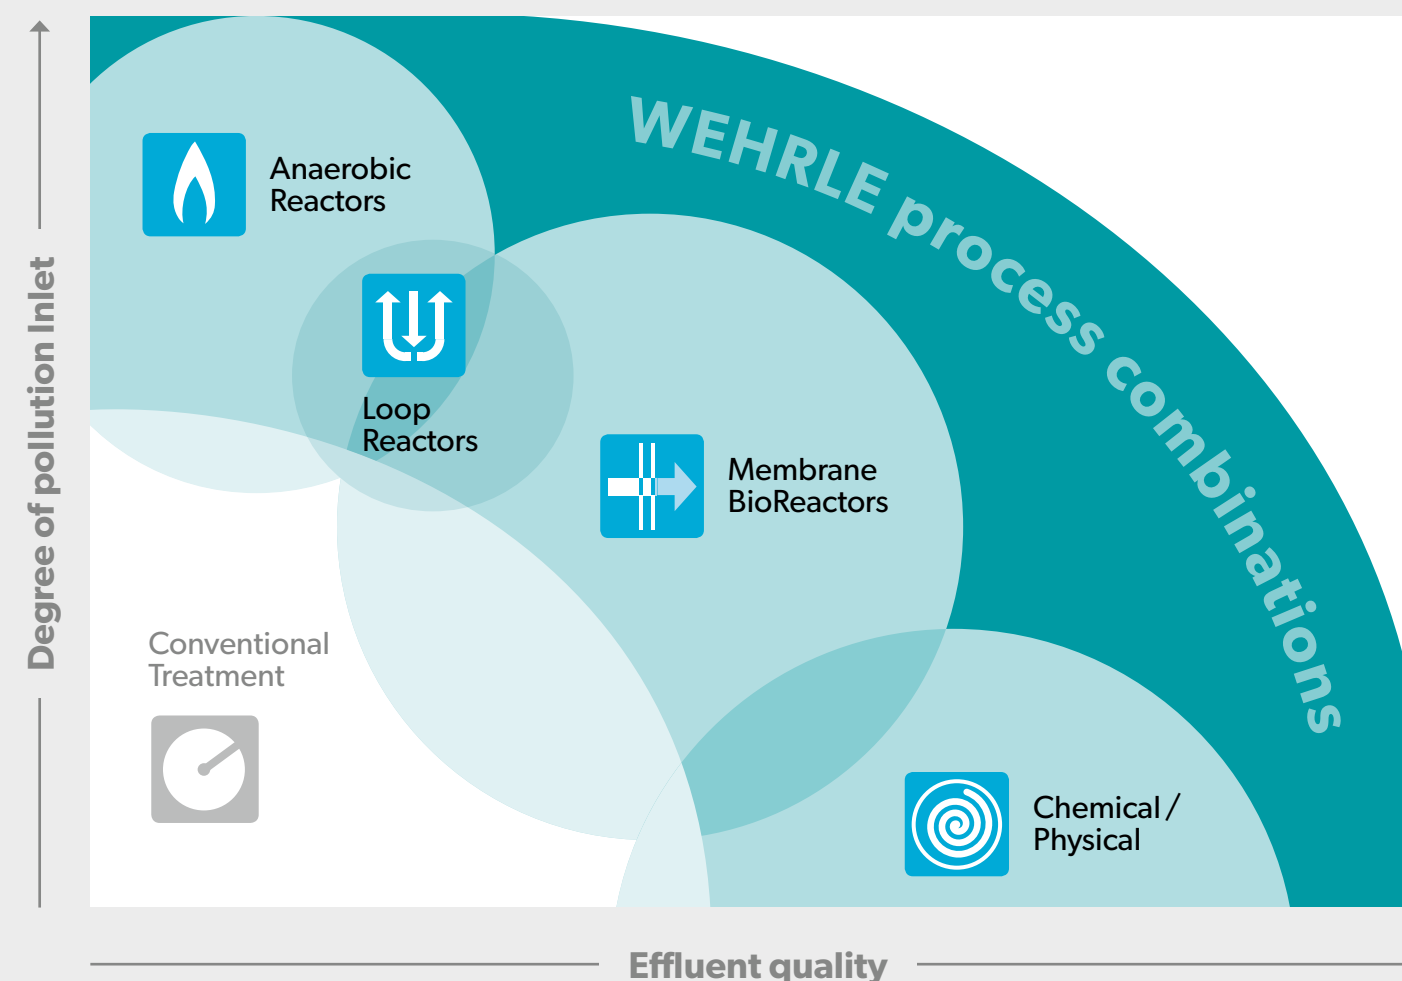 WEHRLE process combinations
Anaerobic
Reactors
Loop
Reactors
Membrane
BioReactors
Conventional
Treatment
Chemical /
Physical
Degree of pollution Inlet
Effluent quality